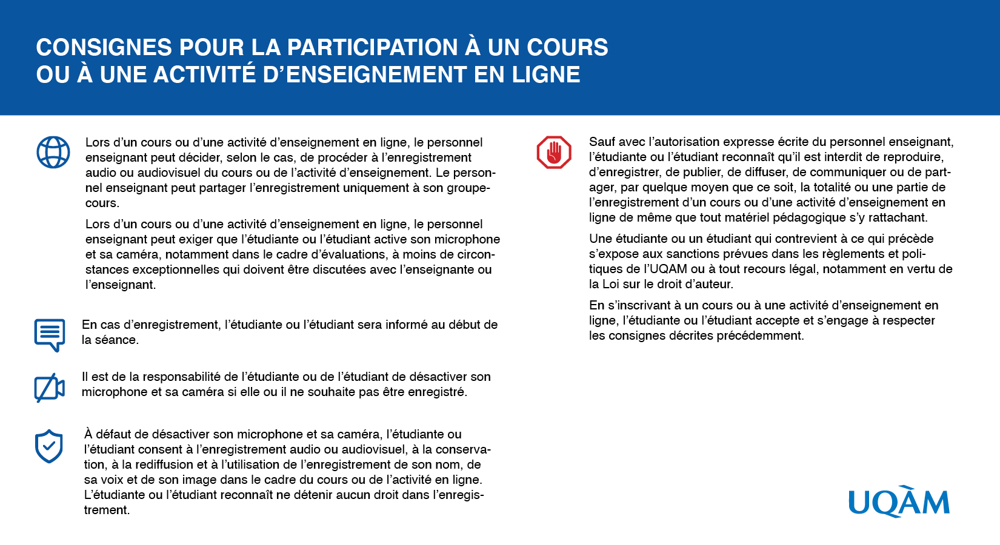 CONSIGNES POUR LA PARTICIPATION À UN COURS
OU À UNE ACTIVITÉ D’ENSEIGNEMENT EN LIGNE
Lors d’un cours ou d’une activité d’enseignement en ligne, le personnel
enseignant peut décider, selon le cas, de procéder à l’enregistrement
audio ou audiovisuel du cours ou de l’activité d’enseignement. Le person-
nel enseignant peut partager l’enregistrement uniquement à son groupe-
cours.
Lors d’un cours ou d’une activité d’enseignement en ligne, le personnel
enseignant peut exiger que l’étudiante ou l’étudiant active son microphone
et sa caméra, notamment dans le cadre d’évaluations, à moins de circon-
stances exceptionnelles qui doivent être discutées avec l’enseignante ou
l’enseignant.
En cas d’enregistrement, l’étudiante ou l’étudiant sera informé au début de
la séance.
Il est de la responsabilité de l’étudiante ou de l’étudiant de désactiver son
microphone et sa caméra si elle ou il ne souhaite pas être enregistré.
À défaut de désactiver son microphone et sa caméra, l’étudiante ou
l’étudiant consent à l’enregistrement audio ou audiovisuel, à la conserva-
tion, à la rediffusion et à l’utilisation de l’enregistrement de son nom, de
sa voix et de son image dans le cadre du cours ou de l’activité en ligne.
L’étudiante ou l’étudiant reconnaît ne détenir aucun droit dans l’enregis-
trement.
Sauf avec l’autorisation expresse écrite du personnel enseignant,
l’étudiante ou l’étudiant reconnaît qu’il est interdit de reproduire,
d’enregistrer, de publier, de diffuser, de communiquer ou de part-
ager, par quelque moyen que ce soit, la totalité ou une partie de
l’enregistrement d’un cours ou d’une activité d’enseignement en
ligne de même que tout matériel pédagogique s’y rattachant.
Une étudiante ou un étudiant qui contrevient à ce qui précède
s’expose aux sanctions prévues dans les règlements et poli-
tiques de l’UQAM ou à tout recours légal, notamment en vertu de
la Loi sur le droit d’auteur.
En s’inscrivant à un cours ou à une activité d’enseignement en
ligne, l’étudiante ou l’étudiant accepte et s’engage à respecter
les consignes décrites précédemment.
UQÀM